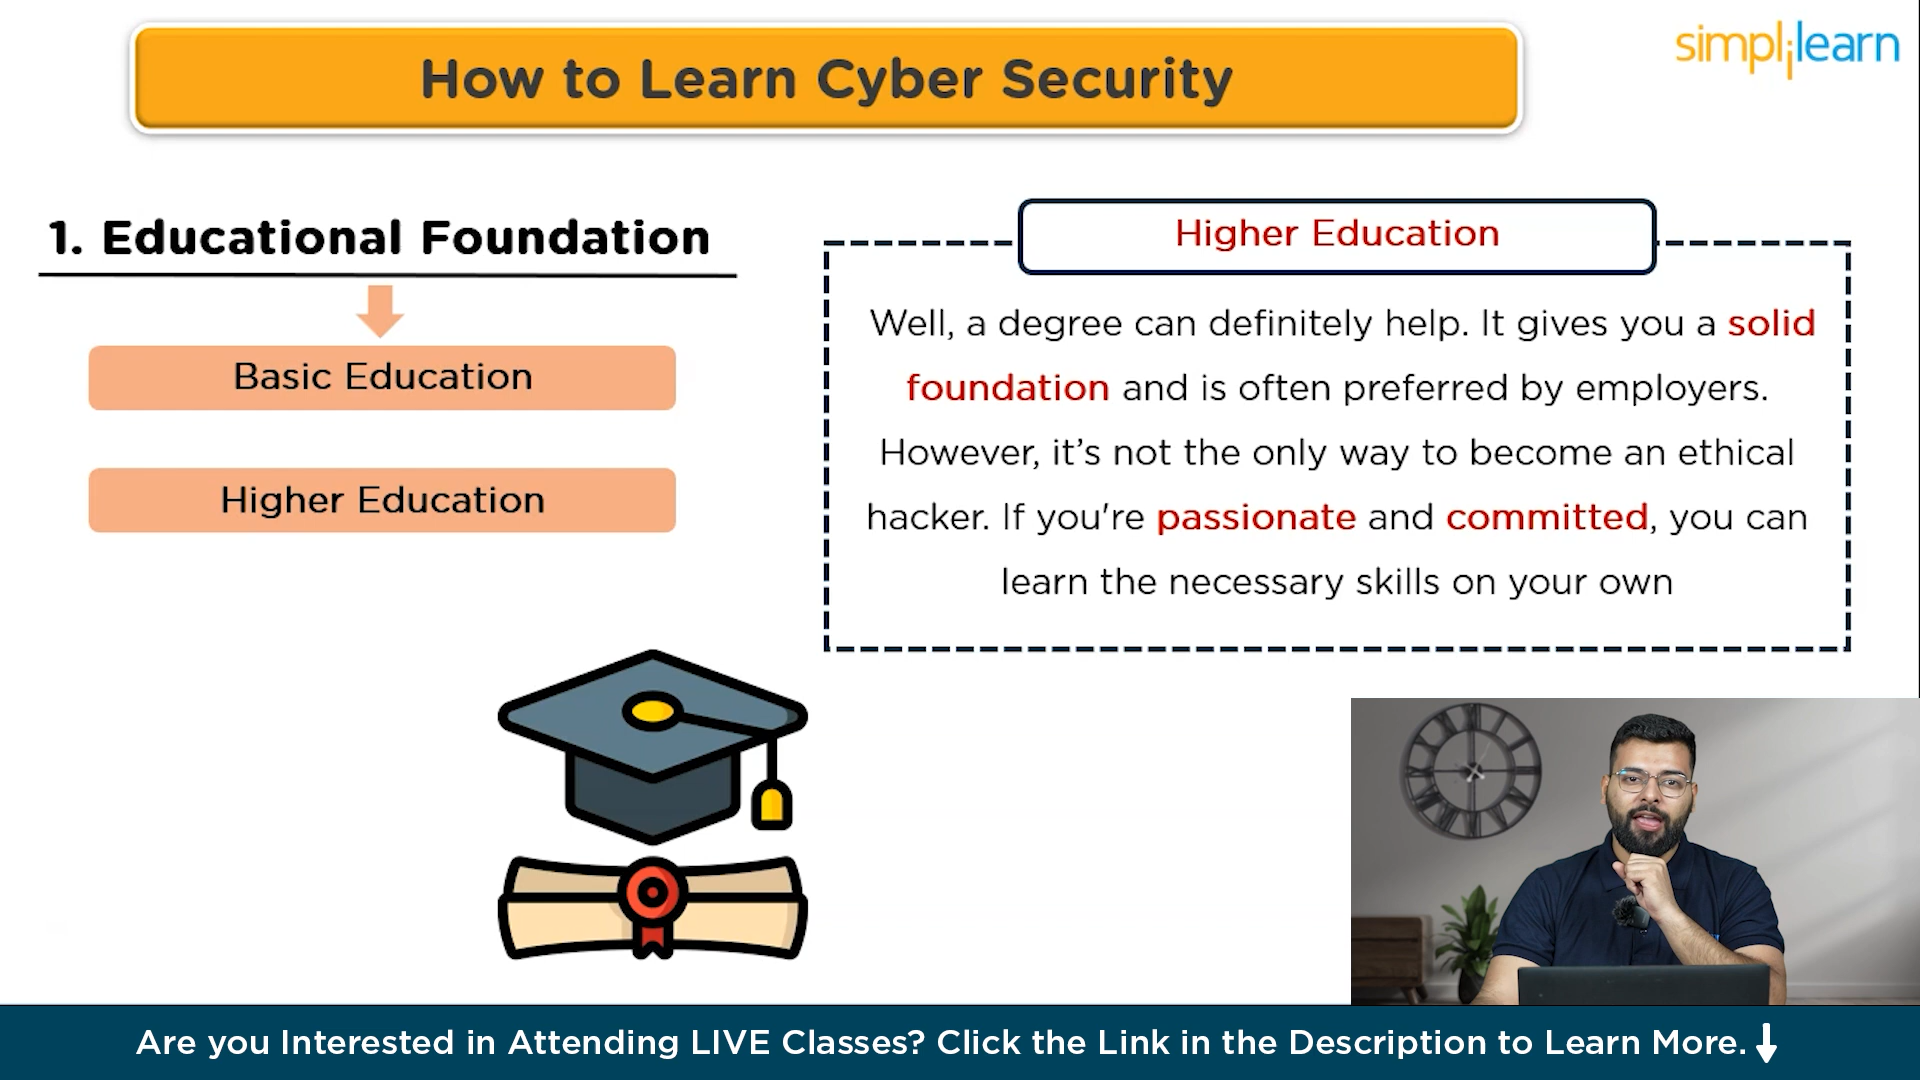 How to Learn Cyber Security
simplilearn
1. Educational Foundation
Basic Education
Higher Education
Higher Education
Well, a degree can definitely help. It gives you a solid
foundation and is often preferred by employers.
However, it’s not the only way to become an ethical
hacker. If you're passionate and committed, you can
learn the necessary skills on your own
Are you Interested in Attending LIVE Classes? Click the Link in the Description to Learn More.